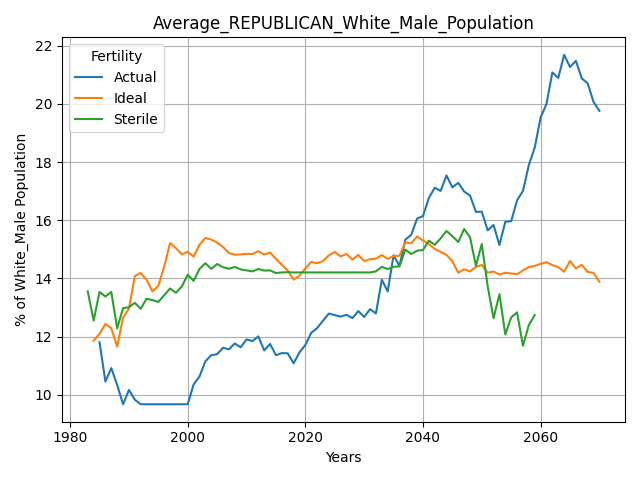 Average_REPUBLICAN_White_Male_Population
Fertility
Actual
Ideal
Sterile
% of White_Male Population
22
20
18
16
14
12
10
1980
2000
2020
2040
2060
Years